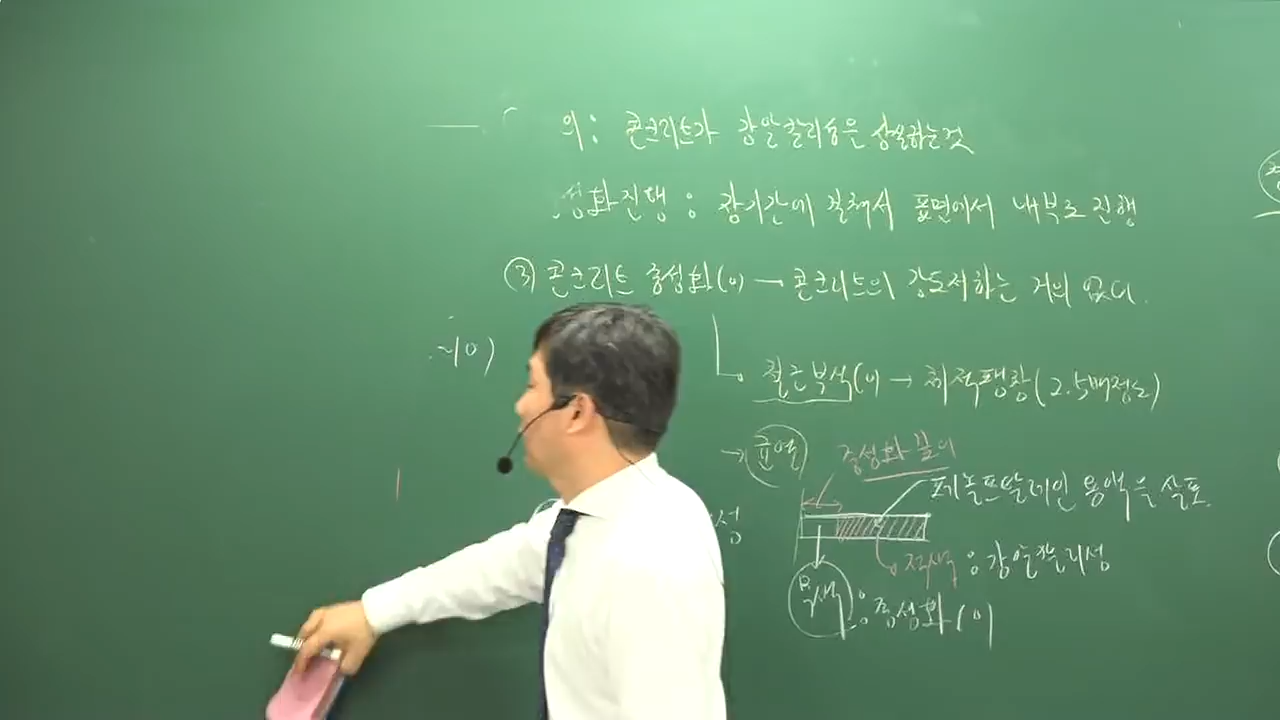 의: 콘크리트가 강알칼리성을 상실하는것
성화진행 : 장기간에 걸쳐서 표면에서 내부로 진행
③ 콘크리트 중성화(○) → 콘크리트의 강도저하는 거의 없다.
철근부식(○) → 체적팽창(2.5배정도)
→ 균열
중성화 깊이
페놀프탈레인 용액을 살포
성
적색 : 강알칼리성
무색 : 중성화(○)